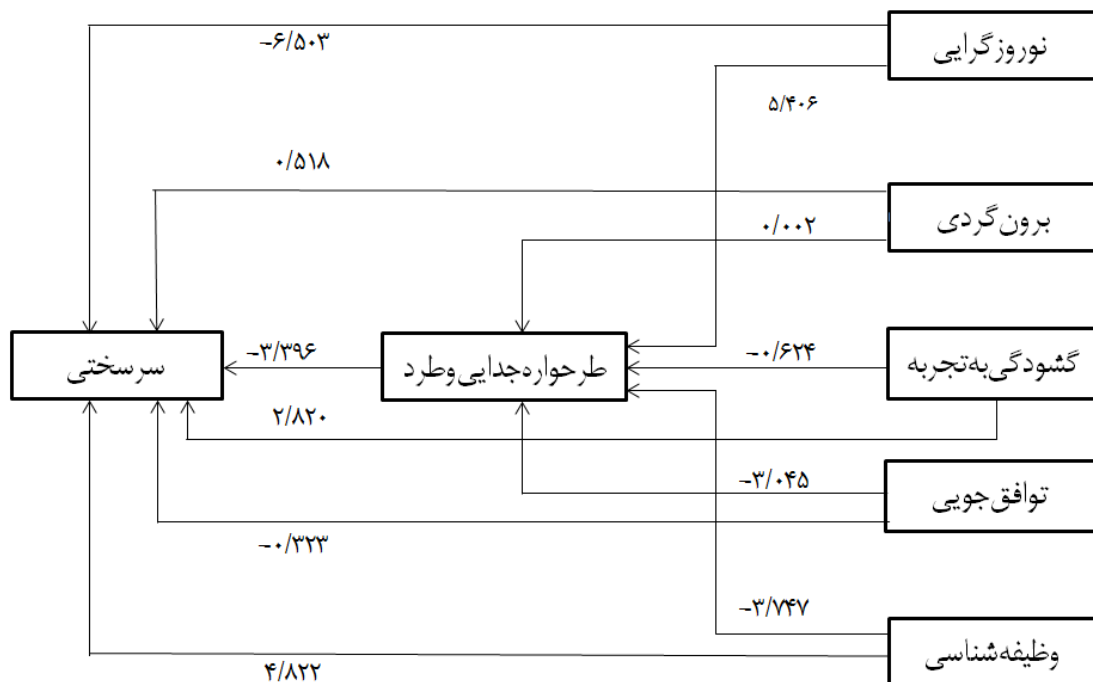 نوروزگرایی
-۶/۵۰۳
۵/۴۰۶
۰/۵۱۸
برون‌گردی
۰/۰۰۲
گشودگی‌به‌تجربه
-۰/۶۲۴
طرحواره‌جدایی‌وطرد
-۳/۳۹۶
سرسختی
۲/۸۲۰
توافق‌جویی
-۳/۰۴۵
-۰/۳۲۳
-۳/۷۴۷
وظیفه‌شناسی
۴/۸۲۲